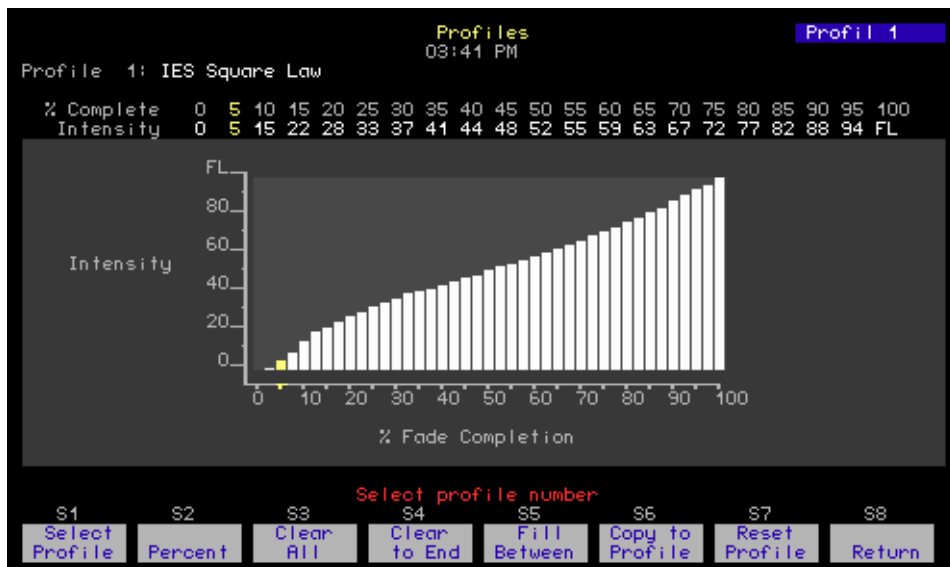 Profiles
Profil 1
03:41 PM
Profile 1: IES Square Law
% Complete 0 5 10 15 20 25 30 35 40 45 50 55 60 65 70 75 80 85 90 95 100
Intensity 0 5 15 22 28 33 37 41 44 48 52 55 59 63 67 72 77 82 88 94 FL
FL
80
60
Intensity
40
20
0
0 10 20 30 40 50 60 70 80 90 100
% Fade Completion
Select profile number
S1 S2 S3 S4 S5 S6 S7 S8
Select Clear Clear Fill Copy to Reset
Profile Percent All to End Between Profile Profile Return